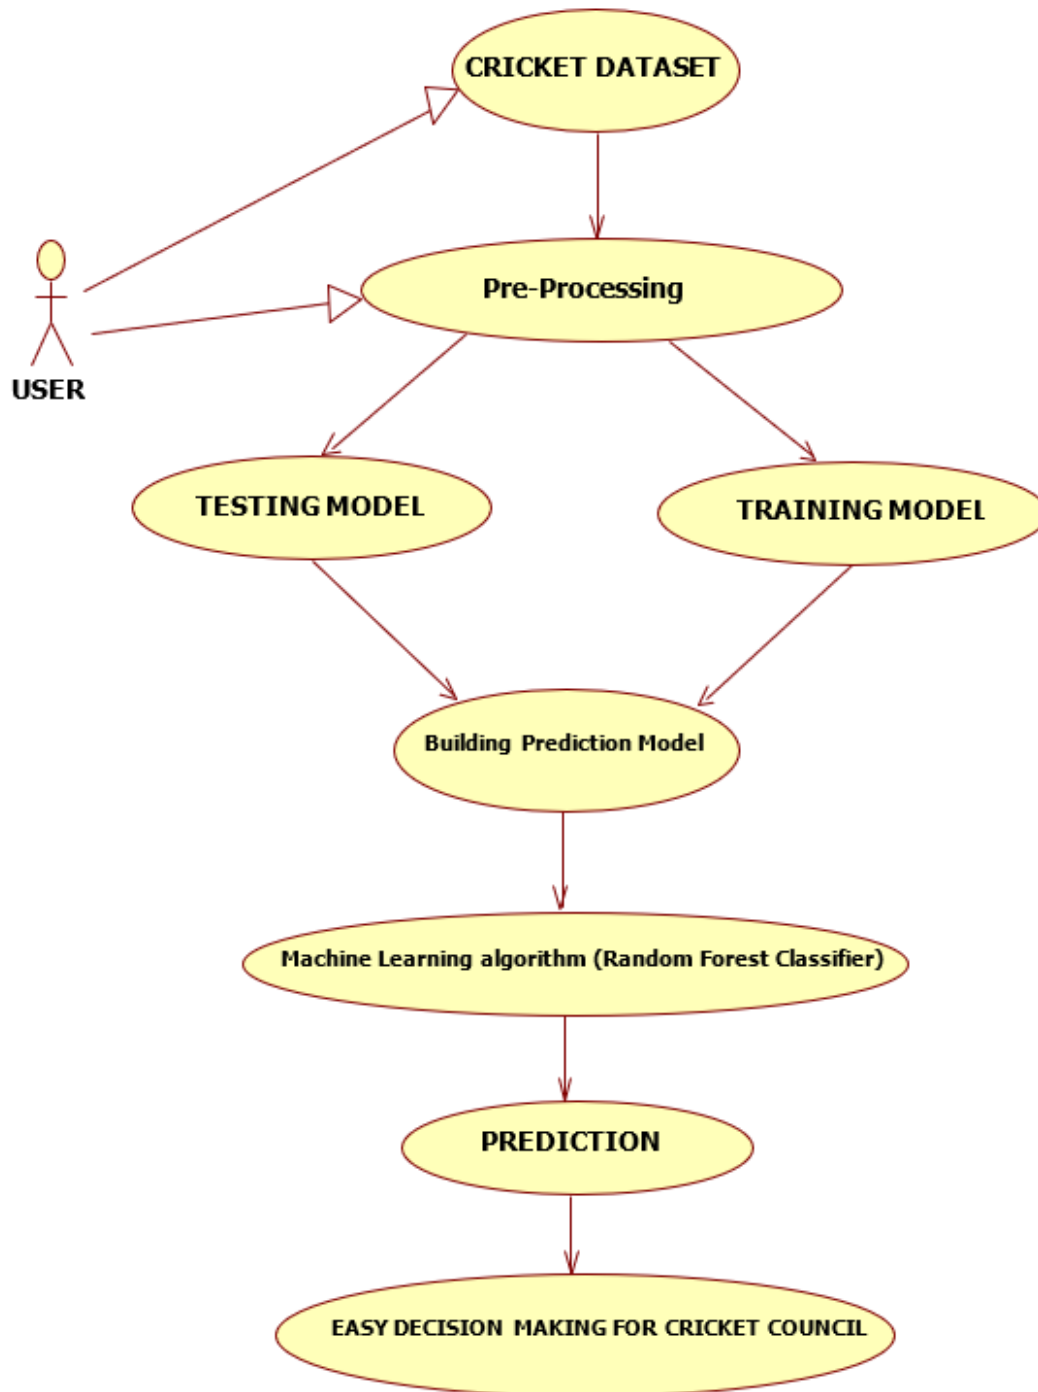 CRICKET DATASET
Pre-Processing
USER
TESTING MODEL
TRAINING MODEL
Building Prediction Model
Machine Learning algorithm (Random Forest Classifier)
PREDICTION
EASY DECISION MAKING FOR CRICKET COUNCIL